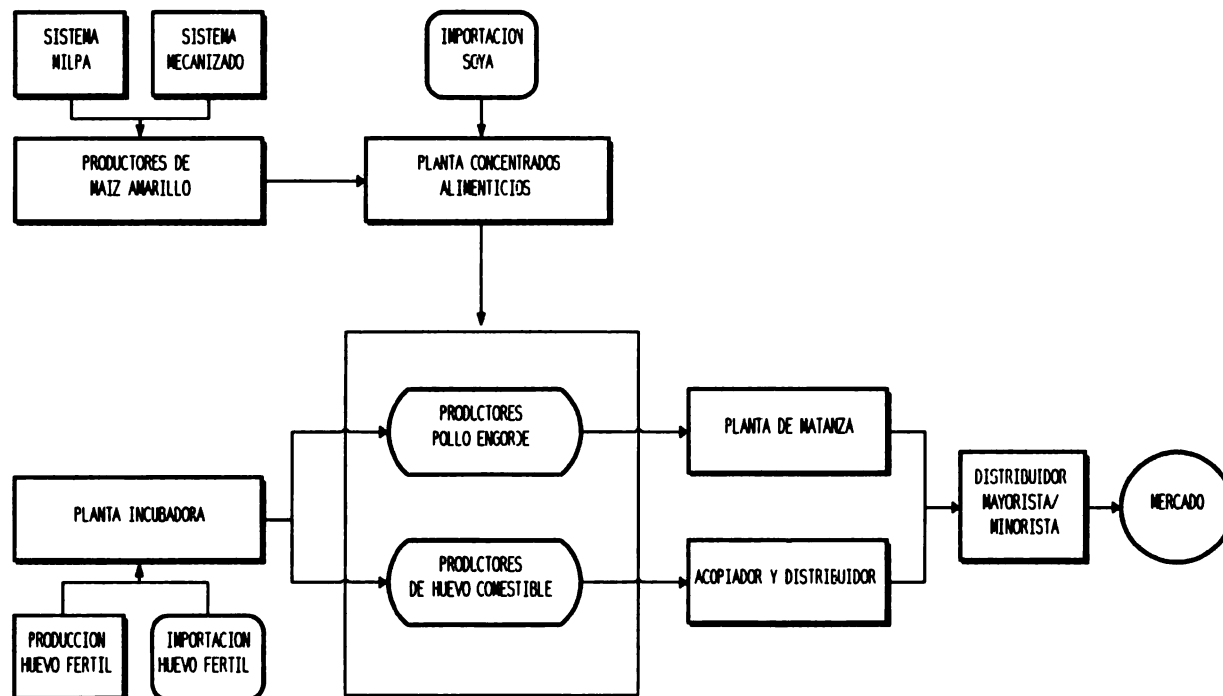 SISTEMA
MILPA
SISTEMA
MECANIZADO
IMPORTACION
SOYA
PRODUCTORES DE
MAIZ AMARILLO
PLANTA CONCENTRADOS
ALIMENTICIOS
PRODUCTORES
POLLO ENGORDE
PLANTA DE MATANZA
PLANTA INCUBADORA
DISTRIBUIDOR
MAYORISTA/
MINORISTA
MERCADO
PRODUCTORES
DE HUEVO COMESTIBLE
ACOPIADOR Y DISTRIBUIDOR
PRODUCCION
HUEVO FERTIL
IMPORTACION
HUEVO FERTIL